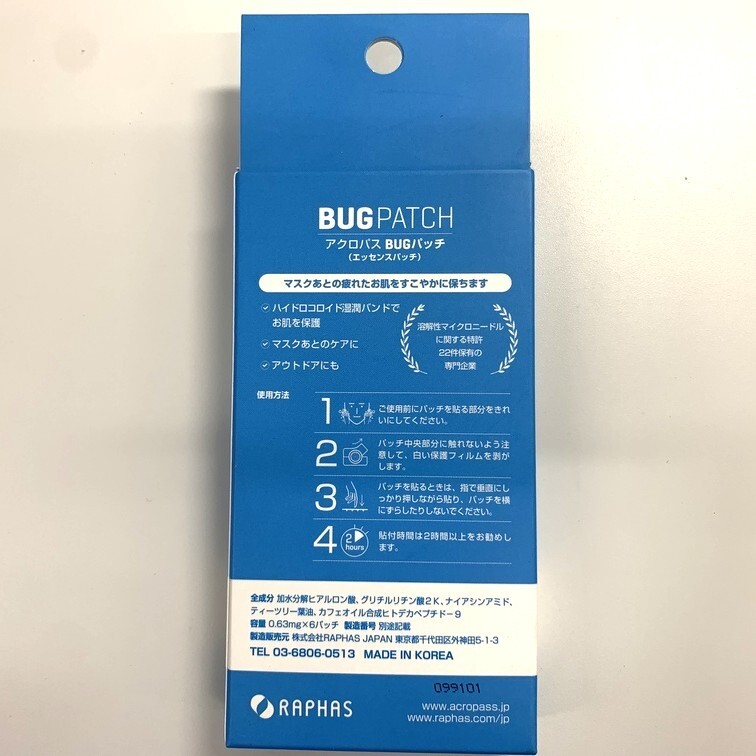 BUGPATCH
アクロパス BUGパッチ
（エッセンスパッチ）
マスクあとの疲れたお肌をすこやかに保ちます
ハイドロコロイド湿潤バンドで
お肌を保護
マスクあとのケアに
アウトドアにも
溶解性マイクロニードル
に関する特許
22件保有の
専門企業
使用方法
1 ご使用前にパッチを貼る部分をきれ
いにしてください。
2 パッチ中央部分に触れないよう注
意して、白い保護フィルムを剥が
します。
3 パッチを貼るときは、指で垂直にし
っかり押しながら貼り、パッチを横
にずらしたりしないでください。
4 2 hours 貼付時間は2時間以上をお勧めし
ます。
全成分 加水分解ヒアルロン酸、グリチルリチン酸2K、ナイアシンアミド、
ティーツリー葉油、カフェオイル合成ヒトデカペプチドー9
容量 0.63mg×6パッチ 製造番号 別途記載
製造販売元 株式会社RAPHAS JAPAN 東京都千代田区外神田5-1-3
TEL 03-6806-0513 MADE IN KOREA
099101
RAPHAS
www.acropass.jp
www.raphas.com/jp